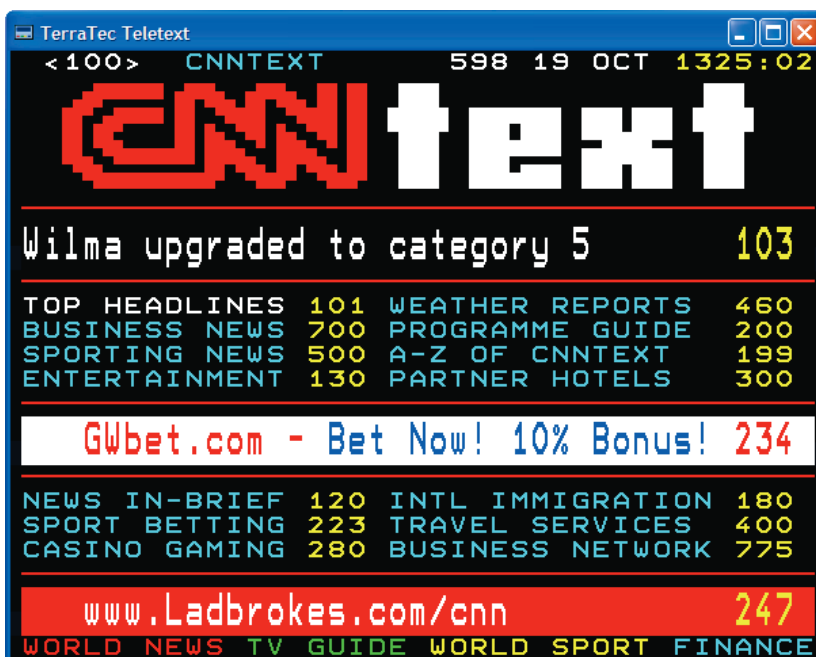 TerraTec Teletext
<100> CNNTEXT 598 19 OCT 1325:02
CNN text
Wilma upgraded to category 5 103
TOP HEADLINES 101 WEATHER REPORTS 460
BUSINESS NEWS 700 PROGRAMME GUIDE 200
SPORTING NEWS 500 A-Z OF CNNTEXT 199
ENTERTAINMENT 130 PARTNER HOTELS 300
GWbet.com - Bet Now! 10% Bonus! 234
NEWS IN-BRIEF 120 INTL IMMIGRATION 180
SPORT BETTING 223 TRAVEL SERVICES 400
CASINO GAMING 280 BUSINESS NETWORK 775
www.Ladbrokes.com/cnn 247
WORLD NEWS TV GUIDE WORLD SPORT FINANCE